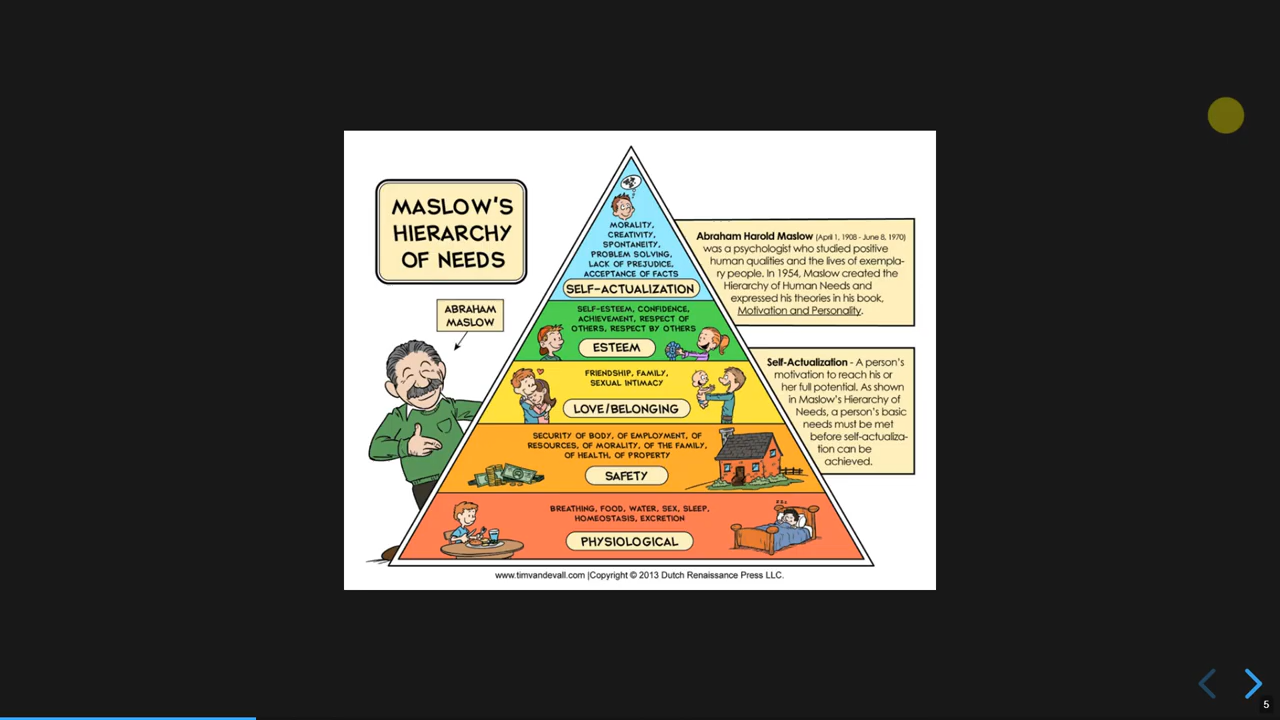 MASLOW'S
HIERARCHY
OF NEEDS
ABRAHAM
MASLOW
MORALITY,
CREATIVITY,
SPONTANEITY,
PROBLEM SOLVING,
LACK OF PREJUDICE,
ACCEPTANCE OF FACTS
SELF-ACTUALIZATION
SELF-ESTEEM, CONFIDENCE,
ACHIEVEMENT, RESPECT OF
OTHERS, RESPECT BY OTHERS
ESTEEM
FRIENDSHIP, FAMILY,
SEXUAL INTIMACY
LOVE/BELONGING
SECURITY OF BODY, OF EMPLOYMENT, OF
RESOURCES, OF MORALITY, OF THE FAMILY,
OF HEALTH, OF PROPERTY
SAFETY
BREATHING, FOOD, WATER, SEX, SLEEP,
HOMEOSTASIS, EXCRETION
PHYSIOLOGICAL
Abraham Harold Maslow (April 1, 1908 - June 8, 1970)
was a psychologist who studied positive
human qualities and the lives of exempla-
ry people. In 1954, Maslow created the
Hierarchy of Human Needs and
expressed his theories in his book,
Motivation and Personality.
Self-Actualization - A person's
motivation to reach his or
her full potential. As shown
in Maslow's Hierarchy of
Needs, a person's basic
needs must be met
before self-actualiza-
tion can be
achieved.
www.timvandevall.com |Copyright © 2013 Dutch Renaissance Press LLC.
5